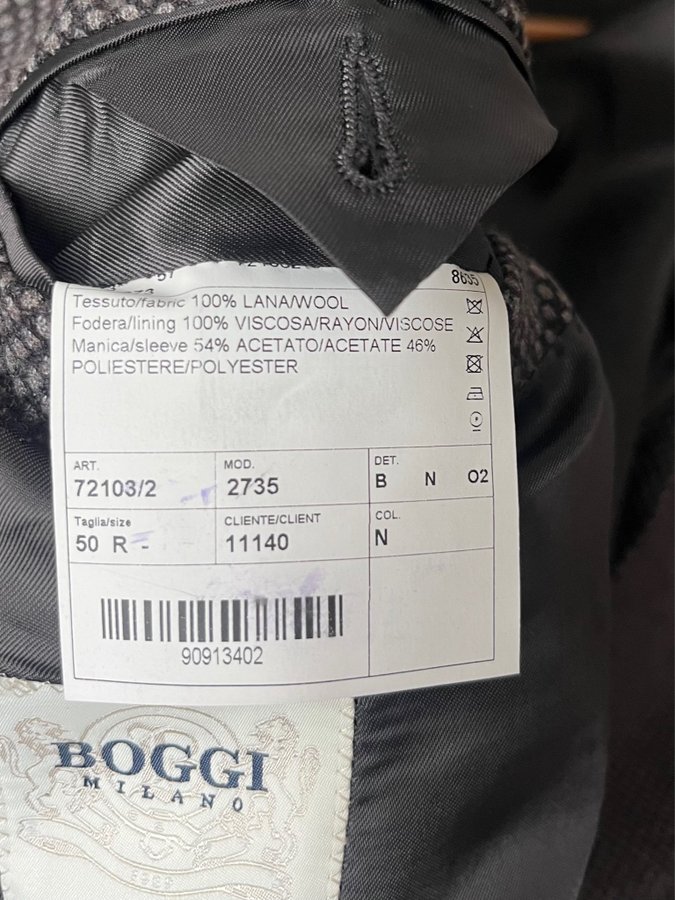 8635
Tessuto/fabric 100% LANA/WOOL
Fodera/lining 100% VISCOSA/RAYON/VISCOSE
Manica/sleeve 54% ACETATO/ACETATE 46%
POLIESTERE/POLYESTER
ART.
72103/2
MOD.
2735
DET.
B N O2
Taglia/size
50 R -
CLIENTE/CLIENT
11140
COL.
N
90913402
BOGGI
MILANO